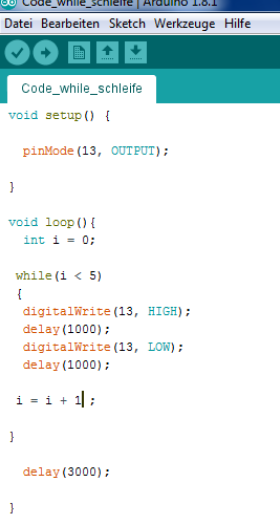 Code_while_schleife | Arduino 1.8.1
Datei Bearbeiten Sketch Werkzeuge Hilfe
Code_while_schleife
void setup() {
pinMode(13, OUTPUT);
}
void loop(){
int i = 0;
while(i < 5)
{
digitalWrite(13, HIGH);
delay(1000);
digitalWrite(13, LOW);
delay(1000);
i = i + 1 ;
}
delay(3000);
}